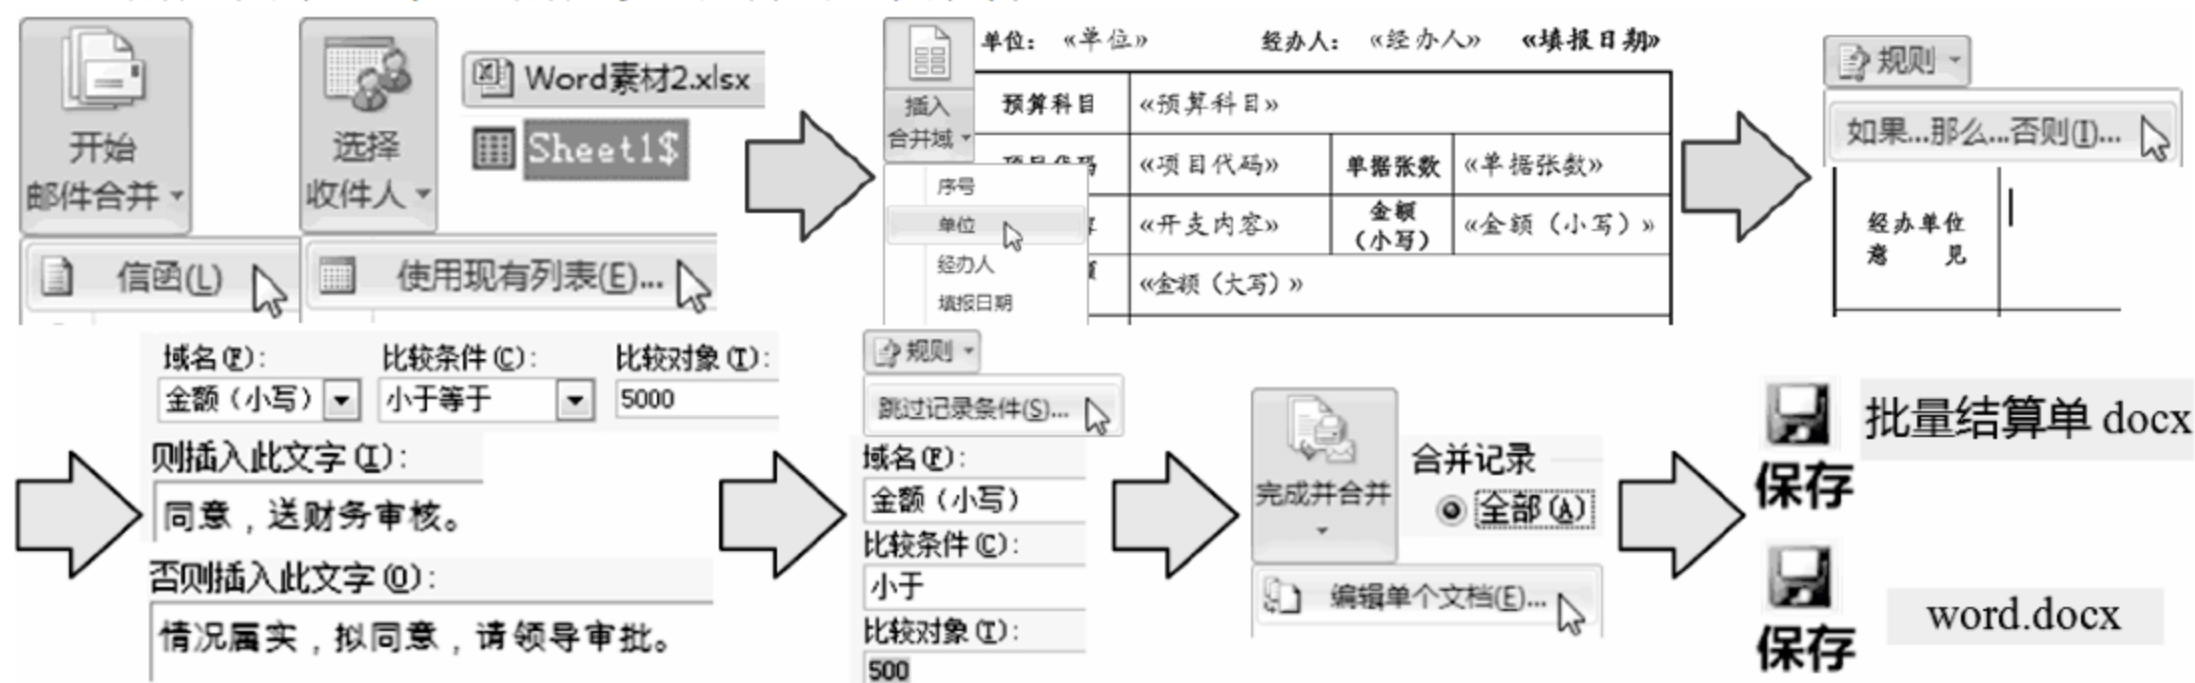 开始
邮件合并
信函(L)
选择
收件人
使用现有列表(E)...
Word素材2.xlsx
Sheet1$
插入
合并域
序号
单位
经办人
填报日期
单位: «单位» 经办人: «经办人» «填报日期»
预算科目 «预算科目»
«项目代码» 单据张数 «单据张数»
«开支内容» 金额
(小写) «金额（小写）»
«金额（大写）»
规则
如果...那么...否则(I)...
经办单位
意 见
域名(F): 比较条件(C): 比较对象(T):
金额（小写） 小于等于 5000
则插入此文字(I):
同意，送财务审核。
否则插入此文字(O):
情况属实，拟同意，请领导审批。
规则
跳过记录条件(S)...
域名(F):
金额（小写）
比较条件(C):
小于
比较对象(T):
500
完成并合并
编辑单个文档(E)...
合并记录
全部(A)
保存 批量结算单 docx
保存 word.docx